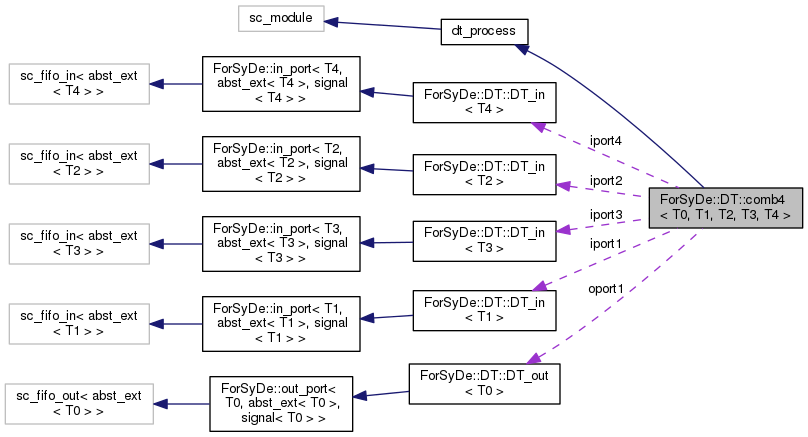 sc_module
dt_process
sc_fifo_in< abst_ext
< T4 > >
ForSyDe::in_port< T4,
abst_ext< T4 >, signal
< T4 > >
ForSyDe::DT::DT_in
< T4 >
iport4
sc_fifo_in< abst_ext
< T2 > >
ForSyDe::in_port< T2,
abst_ext< T2 >, signal
< T2 > >
ForSyDe::DT::DT_in
< T2 >
iport2
ForSyDe::DT::comb4
< T0, T1, T2, T3, T4 >
sc_fifo_in< abst_ext
< T3 > >
ForSyDe::in_port< T3,
abst_ext< T3 >, signal
< T3 > >
ForSyDe::DT::DT_in
< T3 >
iport3
sc_fifo_in< abst_ext
< T1 > >
ForSyDe::in_port< T1,
abst_ext< T1 >, signal
< T1 > >
ForSyDe::DT::DT_in
< T1 >
iport1
oport1
sc_fifo_out< abst_ext
< T0 > >
ForSyDe::out_port<
T0, abst_ext< T0 >,
signal< T0 > >
ForSyDe::DT::DT_out
< T0 >